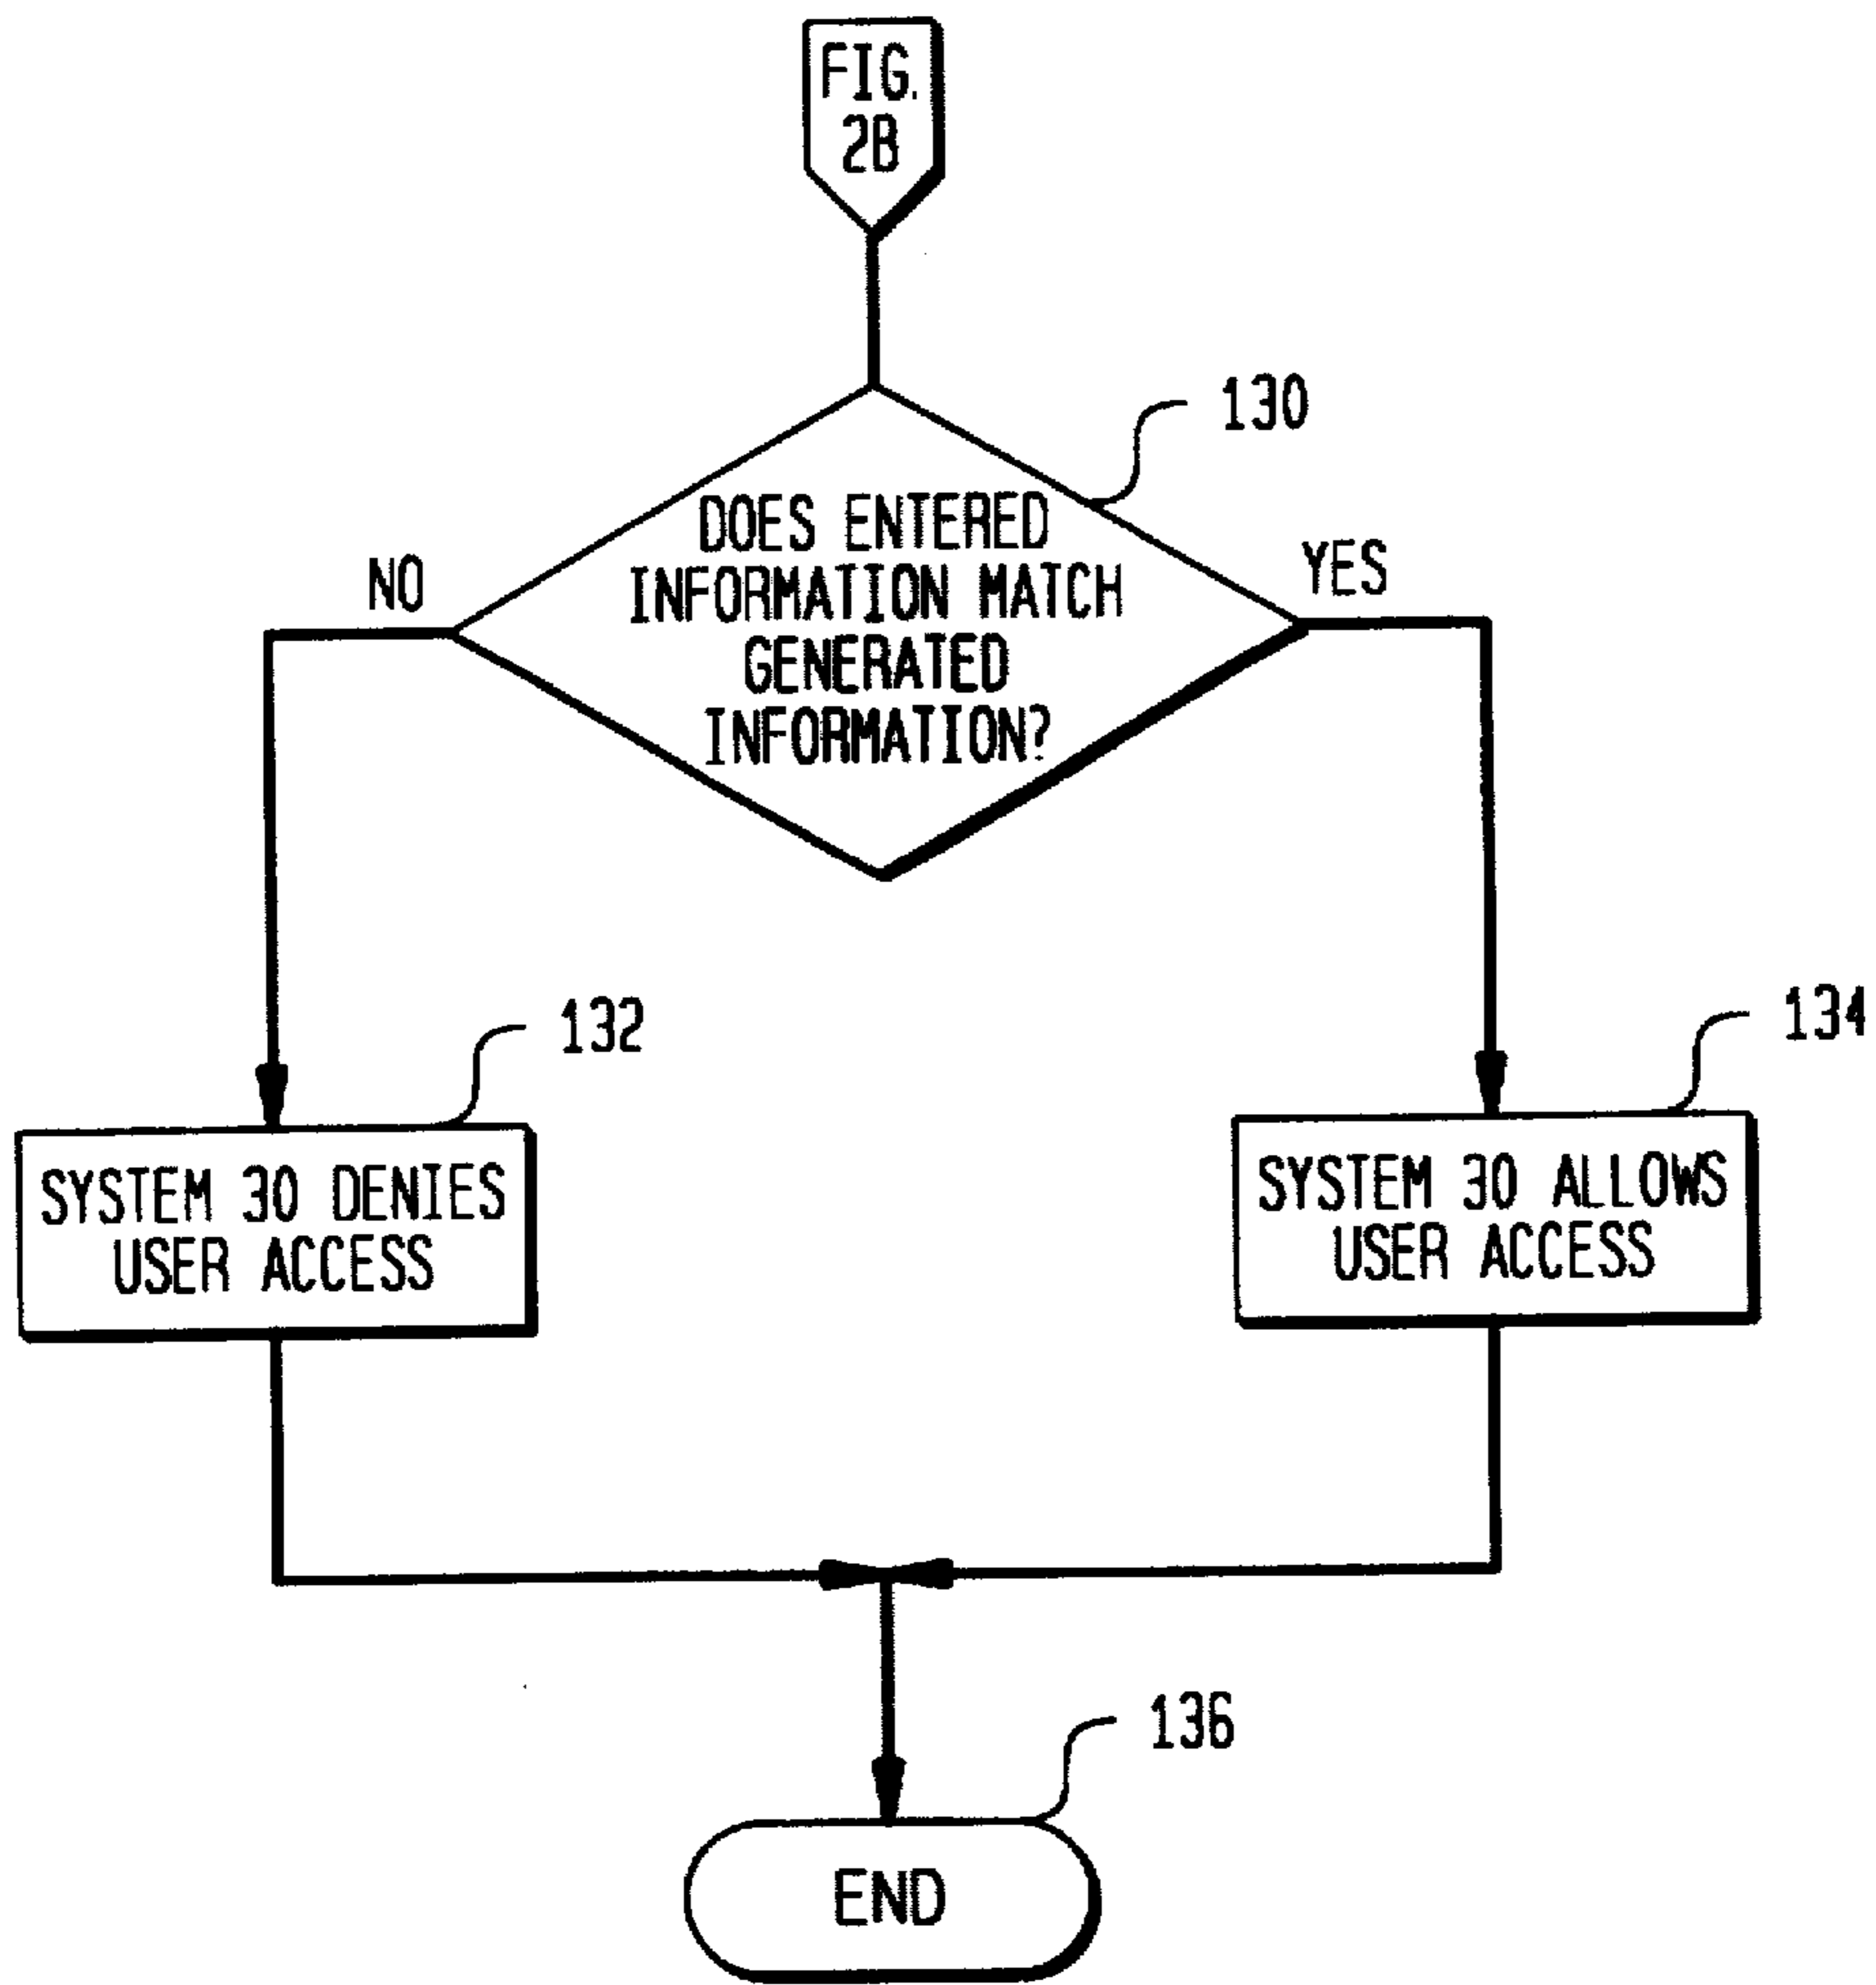 FIG.
2B
130
DOES ENTERED
INFORMATION MATCH
GENERATED
INFORMATION?
NO
YES
132
134
SYSTEM 30 DENIES
USER ACCESS
SYSTEM 30 ALLOWS
USER ACCESS
136
END